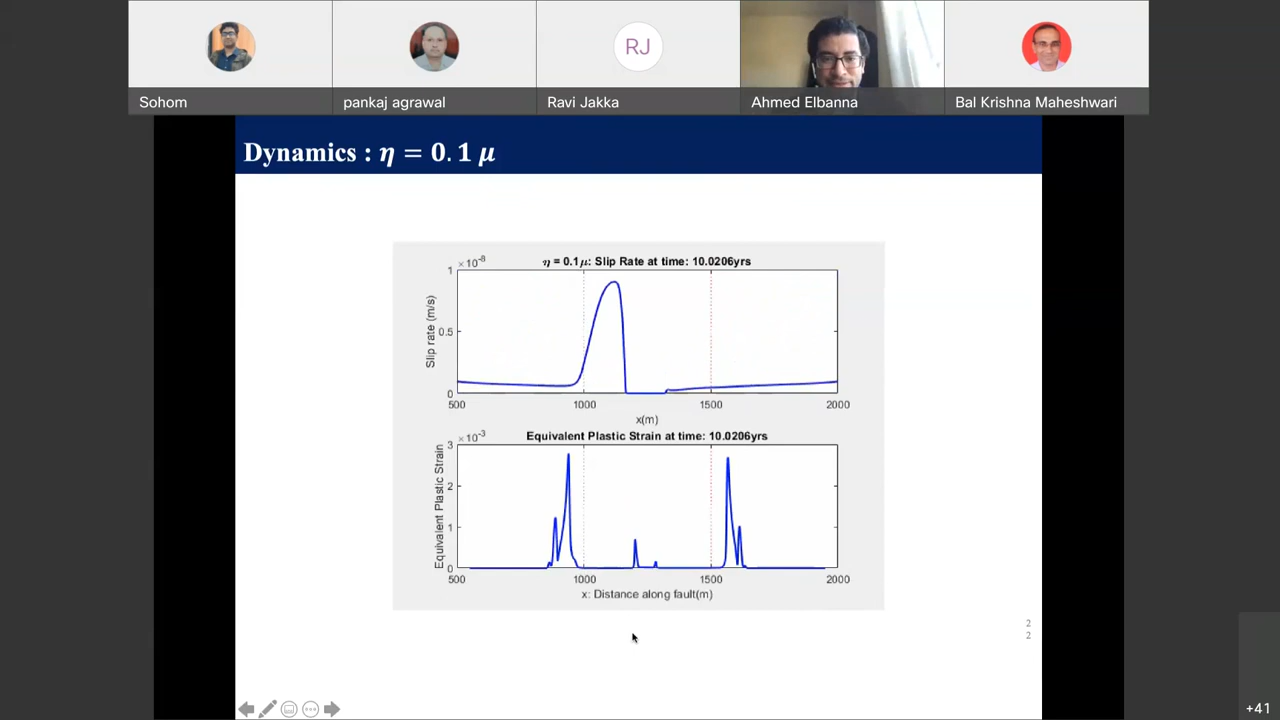 RJ
Sohom
pankaj agrawal
Ravi Jakka
Ahmed Elbanna
Bal Krishna Maheshwari
Dynamics : η = 0.1 μ
× 10⁻⁸
η = 0.1μ: Slip Rate at time: 10.0206yrs
1
0.5
0
Slip rate (m/s)
500 1000 1500 2000
x(m)
× 10⁻³
Equivalent Plastic Strain at time: 10.0206yrs
3
2
1
0
Equivalent Plastic Strain
500 1000 1500 2000
x: Distance along fault(m)
2
2
+41